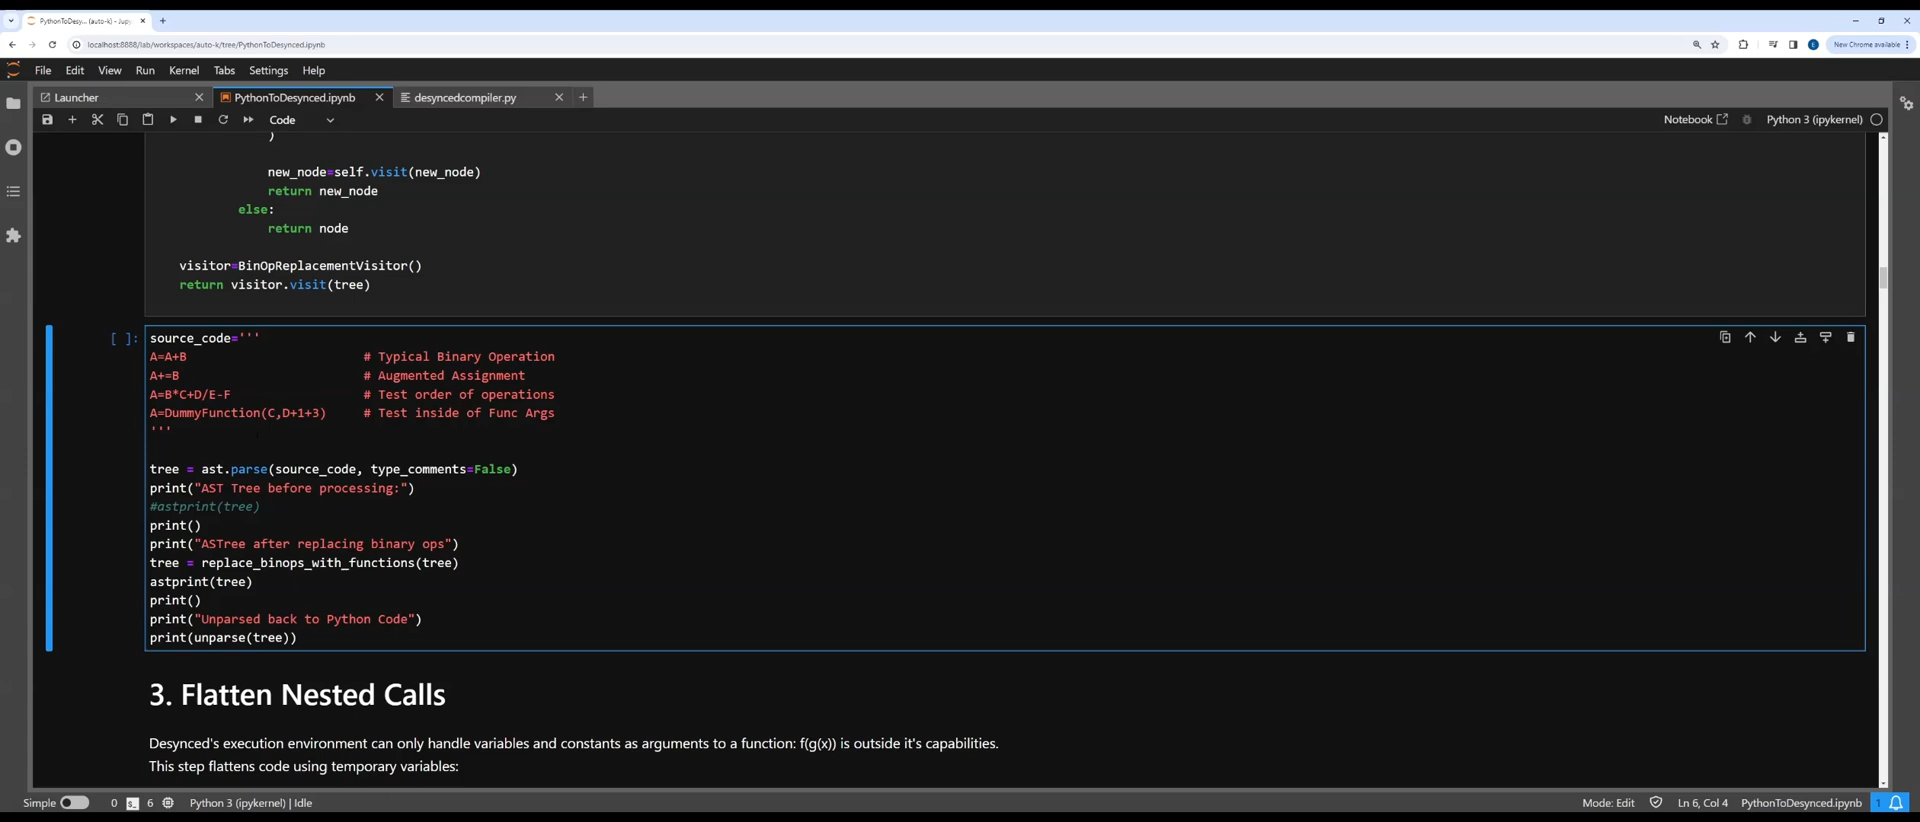 PythonToDesy... (auto-k) - Jupy
localhost:8888/lab/workspaces/auto-k/tree/PythonToDesynced.ipynb
New Chrome available
File Edit View Run Kernel Tabs Settings Help
Launcher PythonToDesynced.ipynb desyncedcompiler.py
Code Notebook Python 3 (ipykernel)
)
new_node=self.visit(new_node)
return new_node
else:
return node
visitor=BinOpReplacementVisitor()
return visitor.visit(tree)
[ ]: source_code='''
A=A+B # Typical Binary Operation
A+=B # Augmented Assignment
A=B*C+D/E-F # Test order of operations
A=DummyFunction(C,D+1+3) # Test inside of Func Args
'''
tree = ast.parse(source_code, type_comments=False)
print("AST Tree before processing:")
#astprint(tree)
print()
print("ASTree after replacing binary ops")
tree = replace_binops_with_functions(tree)
astprint(tree)
print()
print("Unparsed back to Python Code")
print(unparse(tree))
3. Flatten Nested Calls
Desynced's execution environment can only handle variables and constants as arguments to a function: f(g(x)) is outside it's capabilities.
This step flattens code using temporary variables:
Simple 0 6 Python 3 (ipykernel) | Idle Mode: Edit Ln 6, Col 4 PythonToDesynced.ipynb 1